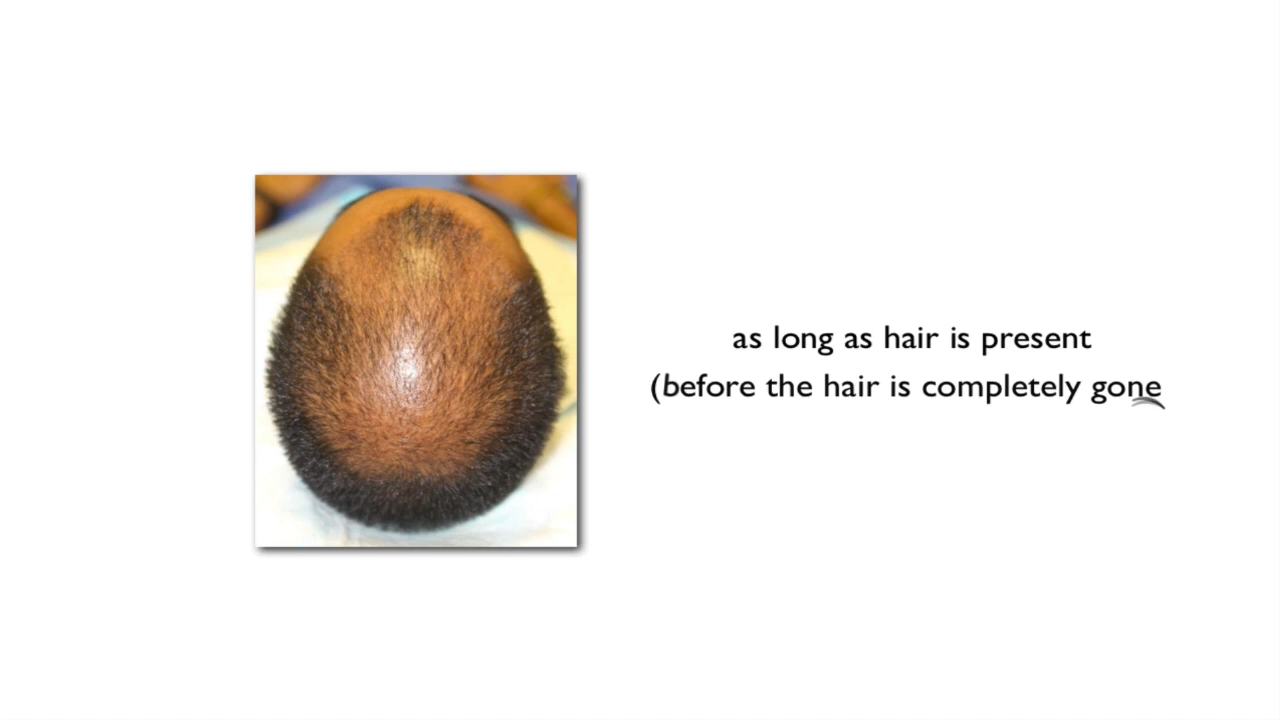 as long as hair is present
(before the hair is completely gone